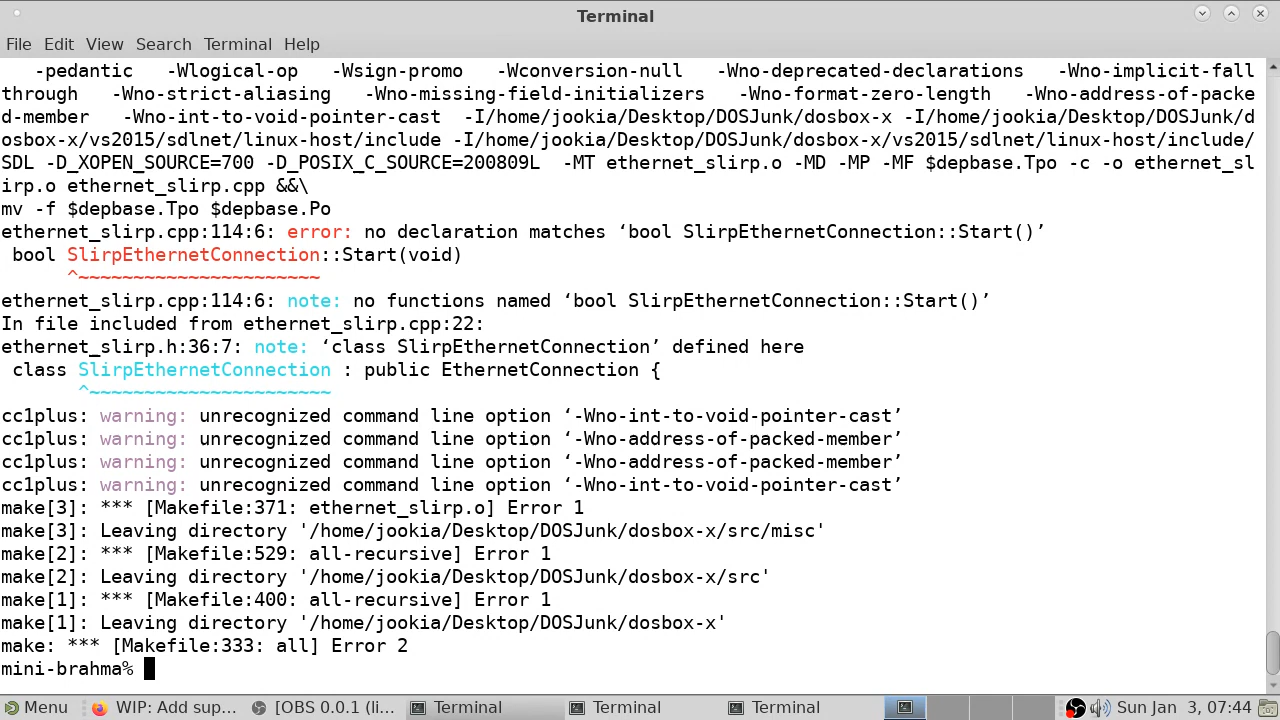 Terminal
File Edit View Search Terminal Help
-pedantic -Wlogical-op -Wsign-promo -Wconversion-null -Wno-deprecated-declarations -Wno-implicit-fall
through -Wno-strict-aliasing -Wno-missing-field-initializers -Wno-format-zero-length -Wno-address-of-packe
d-member -Wno-int-to-void-pointer-cast -I/home/jookia/Desktop/DOSJunk/dosbox-x -I/home/jookia/Desktop/DOSJunk/d
osbox-x/vs2015/sdlnet/linux-host/include -I/home/jookia/Desktop/DOSJunk/dosbox-x/vs2015/sdlnet/linux-host/include/
SDL -D_XOPEN_SOURCE=700 -D_POSIX_C_SOURCE=200809L -MT ethernet_slirp.o -MD -MP -MF $depbase.Tpo -c -o ethernet_sl
irp.o ethernet_slirp.cpp &&\
mv -f $depbase.Tpo $depbase.Po
ethernet_slirp.cpp:114:6: error: no declaration matches ‘bool SlirpEthernetConnection::Start()’
bool SlirpEthernetConnection::Start(void)
^~~~~~~~~~~~~~~~~~~~~~~
ethernet_slirp.cpp:114:6: note: no functions named ‘bool SlirpEthernetConnection::Start()’
In file included from ethernet_slirp.cpp:22:
ethernet_slirp.h:36:7: note: ‘class SlirpEthernetConnection’ defined here
class SlirpEthernetConnection : public EthernetConnection {
^~~~~~~~~~~~~~~~~~~~~~~
cc1plus: warning: unrecognized command line option ‘-Wno-int-to-void-pointer-cast’
cc1plus: warning: unrecognized command line option ‘-Wno-address-of-packed-member’
cc1plus: warning: unrecognized command line option ‘-Wno-address-of-packed-member’
cc1plus: warning: unrecognized command line option ‘-Wno-int-to-void-pointer-cast’
make[3]: *** [Makefile:371: ethernet_slirp.o] Error 1
make[3]: Leaving directory '/home/jookia/Desktop/DOSJunk/dosbox-x/src/misc'
make[2]: *** [Makefile:529: all-recursive] Error 1
make[2]: Leaving directory '/home/jookia/Desktop/DOSJunk/dosbox-x/src'
make[1]: *** [Makefile:400: all-recursive] Error 1
make[1]: Leaving directory '/home/jookia/Desktop/DOSJunk/dosbox-x'
make: *** [Makefile:333: all] Error 2
mini-brahma%
Menu WIP: Add sup... [OBS 0.0.1 (li... Terminal Terminal Terminal Sun Jan 3, 07:44